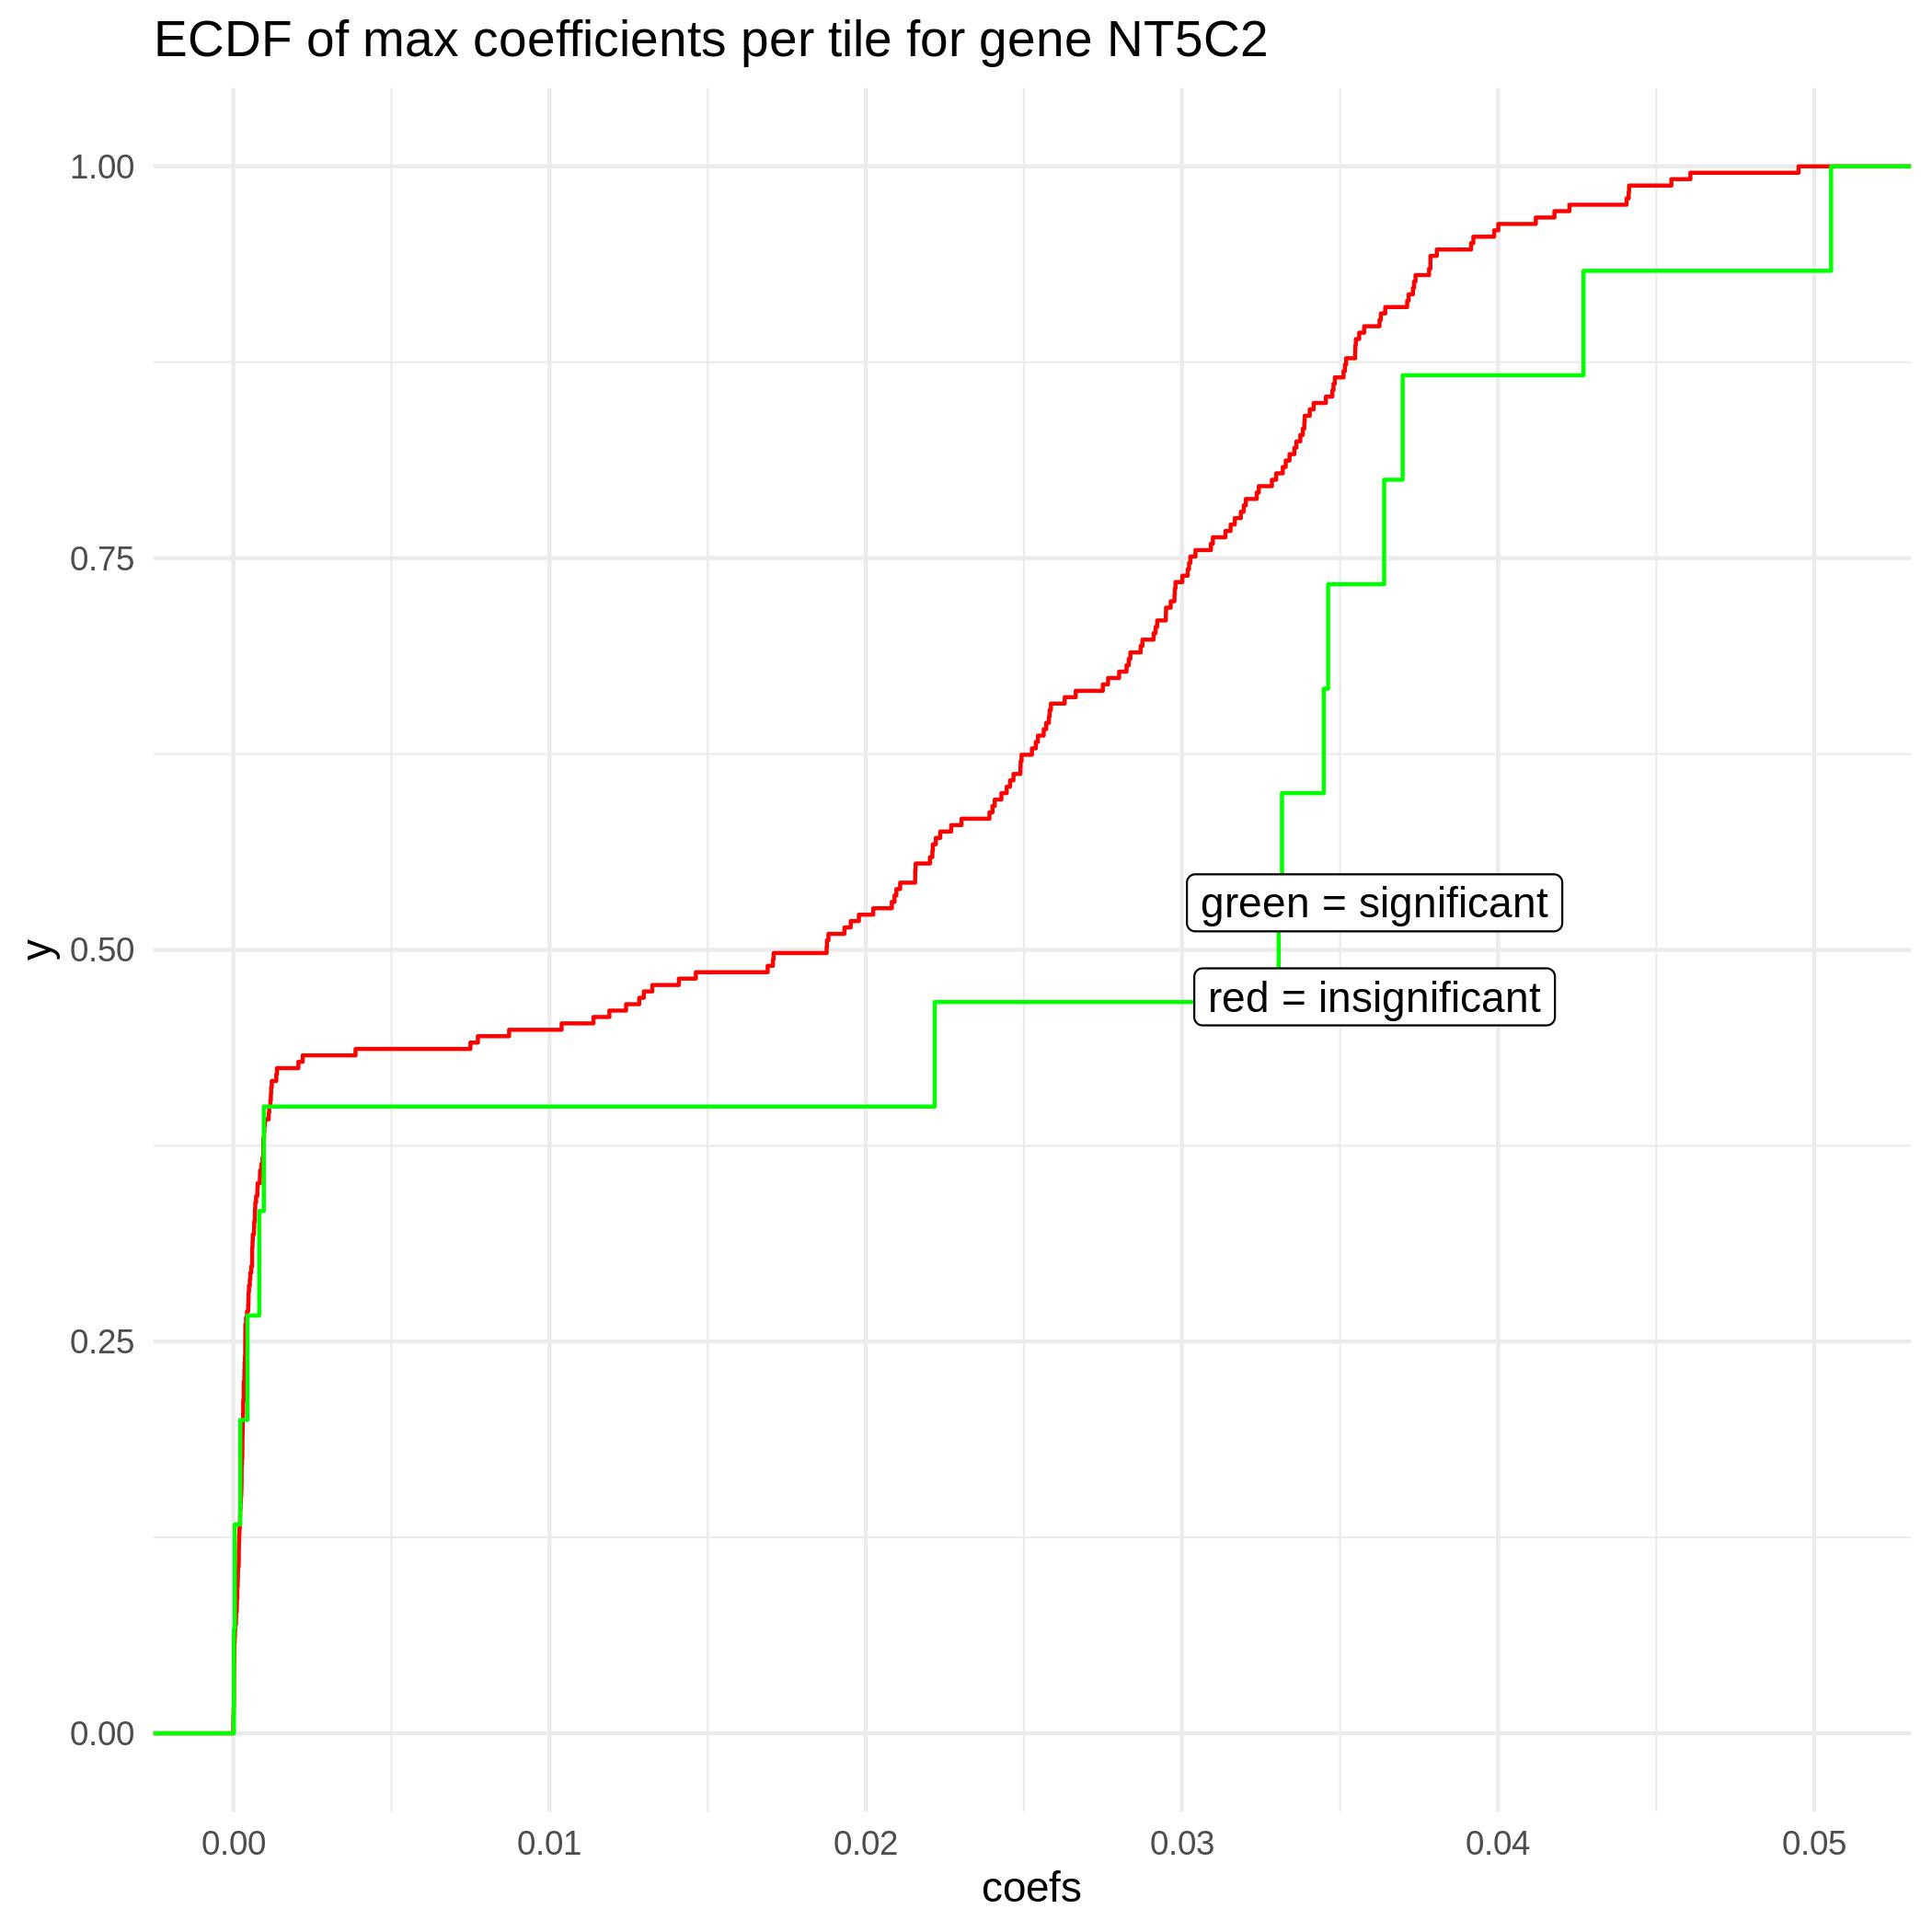 ECDF of max coefficients per tile for gene NT5C2
1.00
0.75
y
0.50
0.25
0.00
green = significant
red = insignificant
0.00 0.01 0.02 0.03 0.04 0.05
coefs